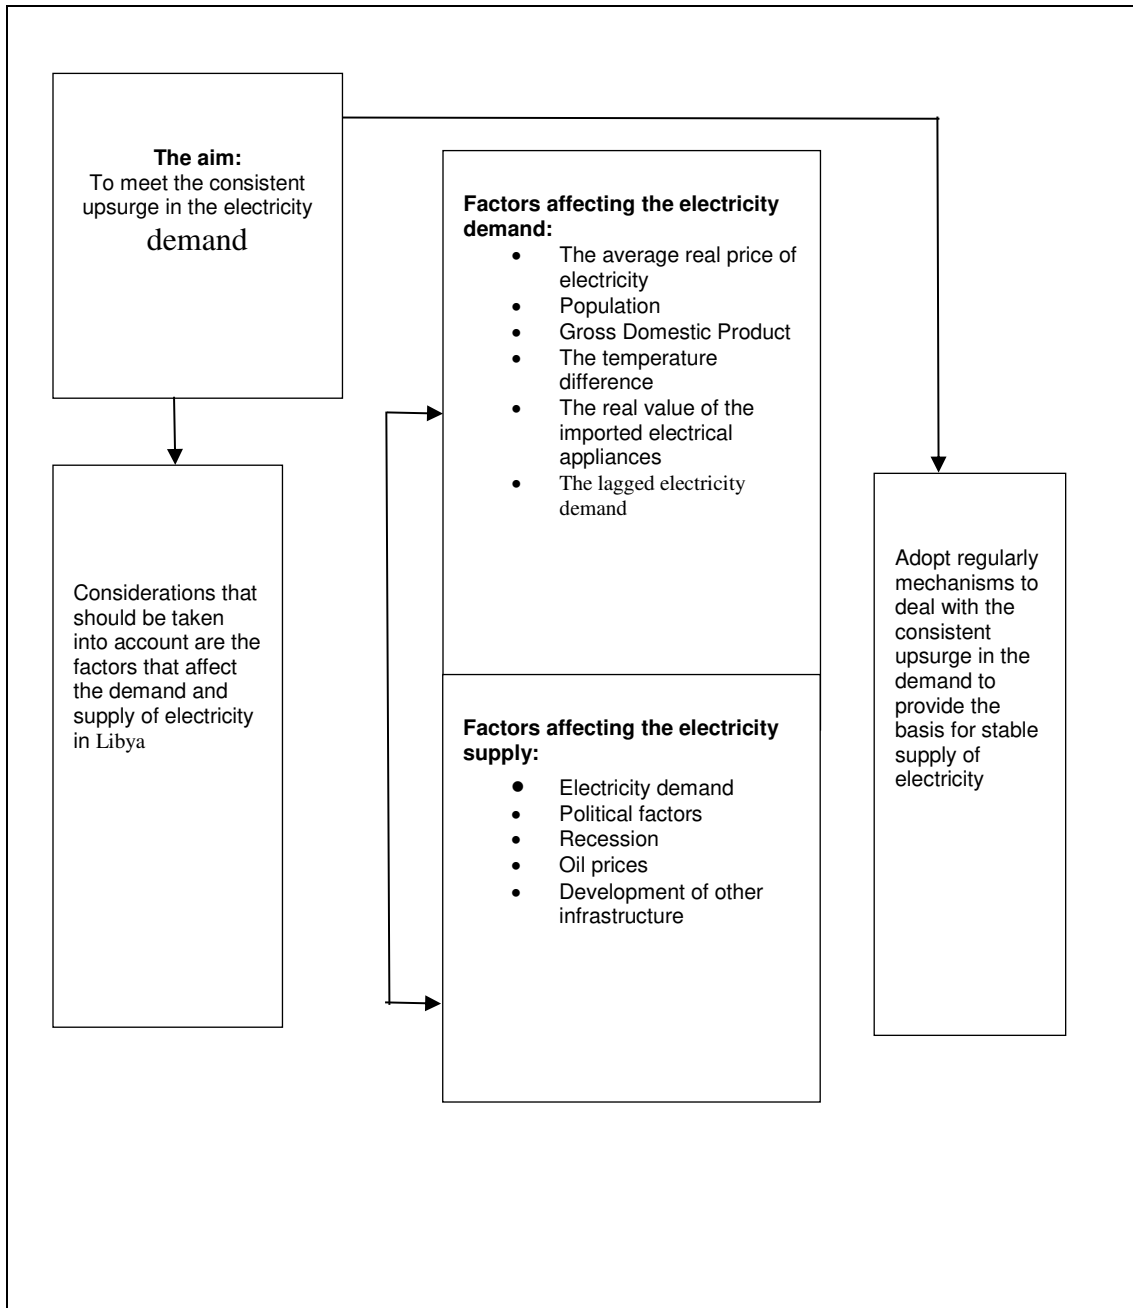 The aim:
To meet the consistent
upsurge in the electricity
demand
Considerations that
should be taken
into account are the
factors that affect
the demand and
supply of electricity
in Libya
Factors affecting the electricity
demand:
• The average real price of
electricity
• Population
• Gross Domestic Product
• The temperature
difference
• The real value of the
imported electrical
appliances
• The lagged electricity
demand
Factors affecting the electricity
supply:
• Electricity demand
• Political factors
• Recession
• Oil prices
• Development of other
infrastructure
Adopt regularly
mechanisms to
deal with the
consistent
upsurge in the
demand to
provide the
basis for stable
supply of
electricity